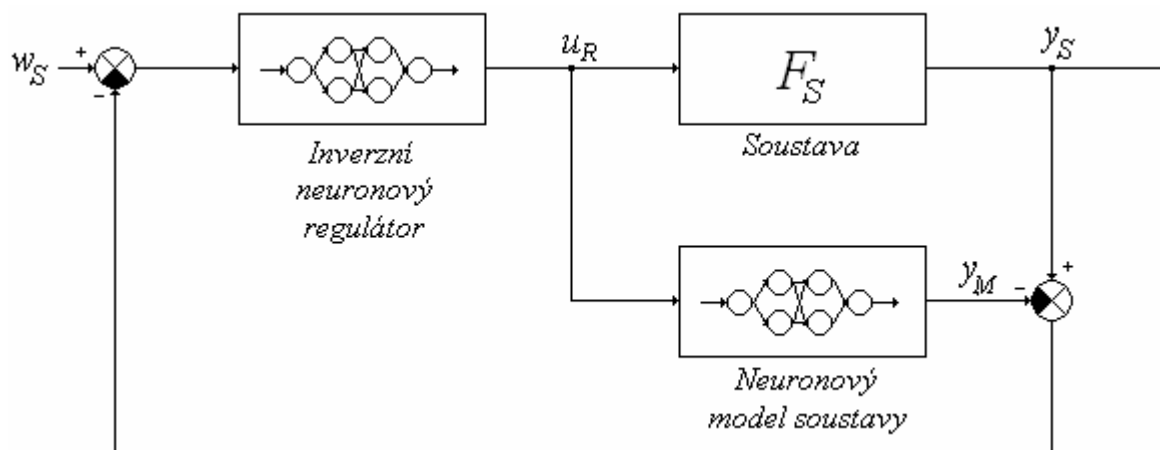 w_S
+
-
Inverzní
neuronový
regulátor
u_R
F_S
Soustava
y_S
y_M
-
+
Neuronový
model soustavy